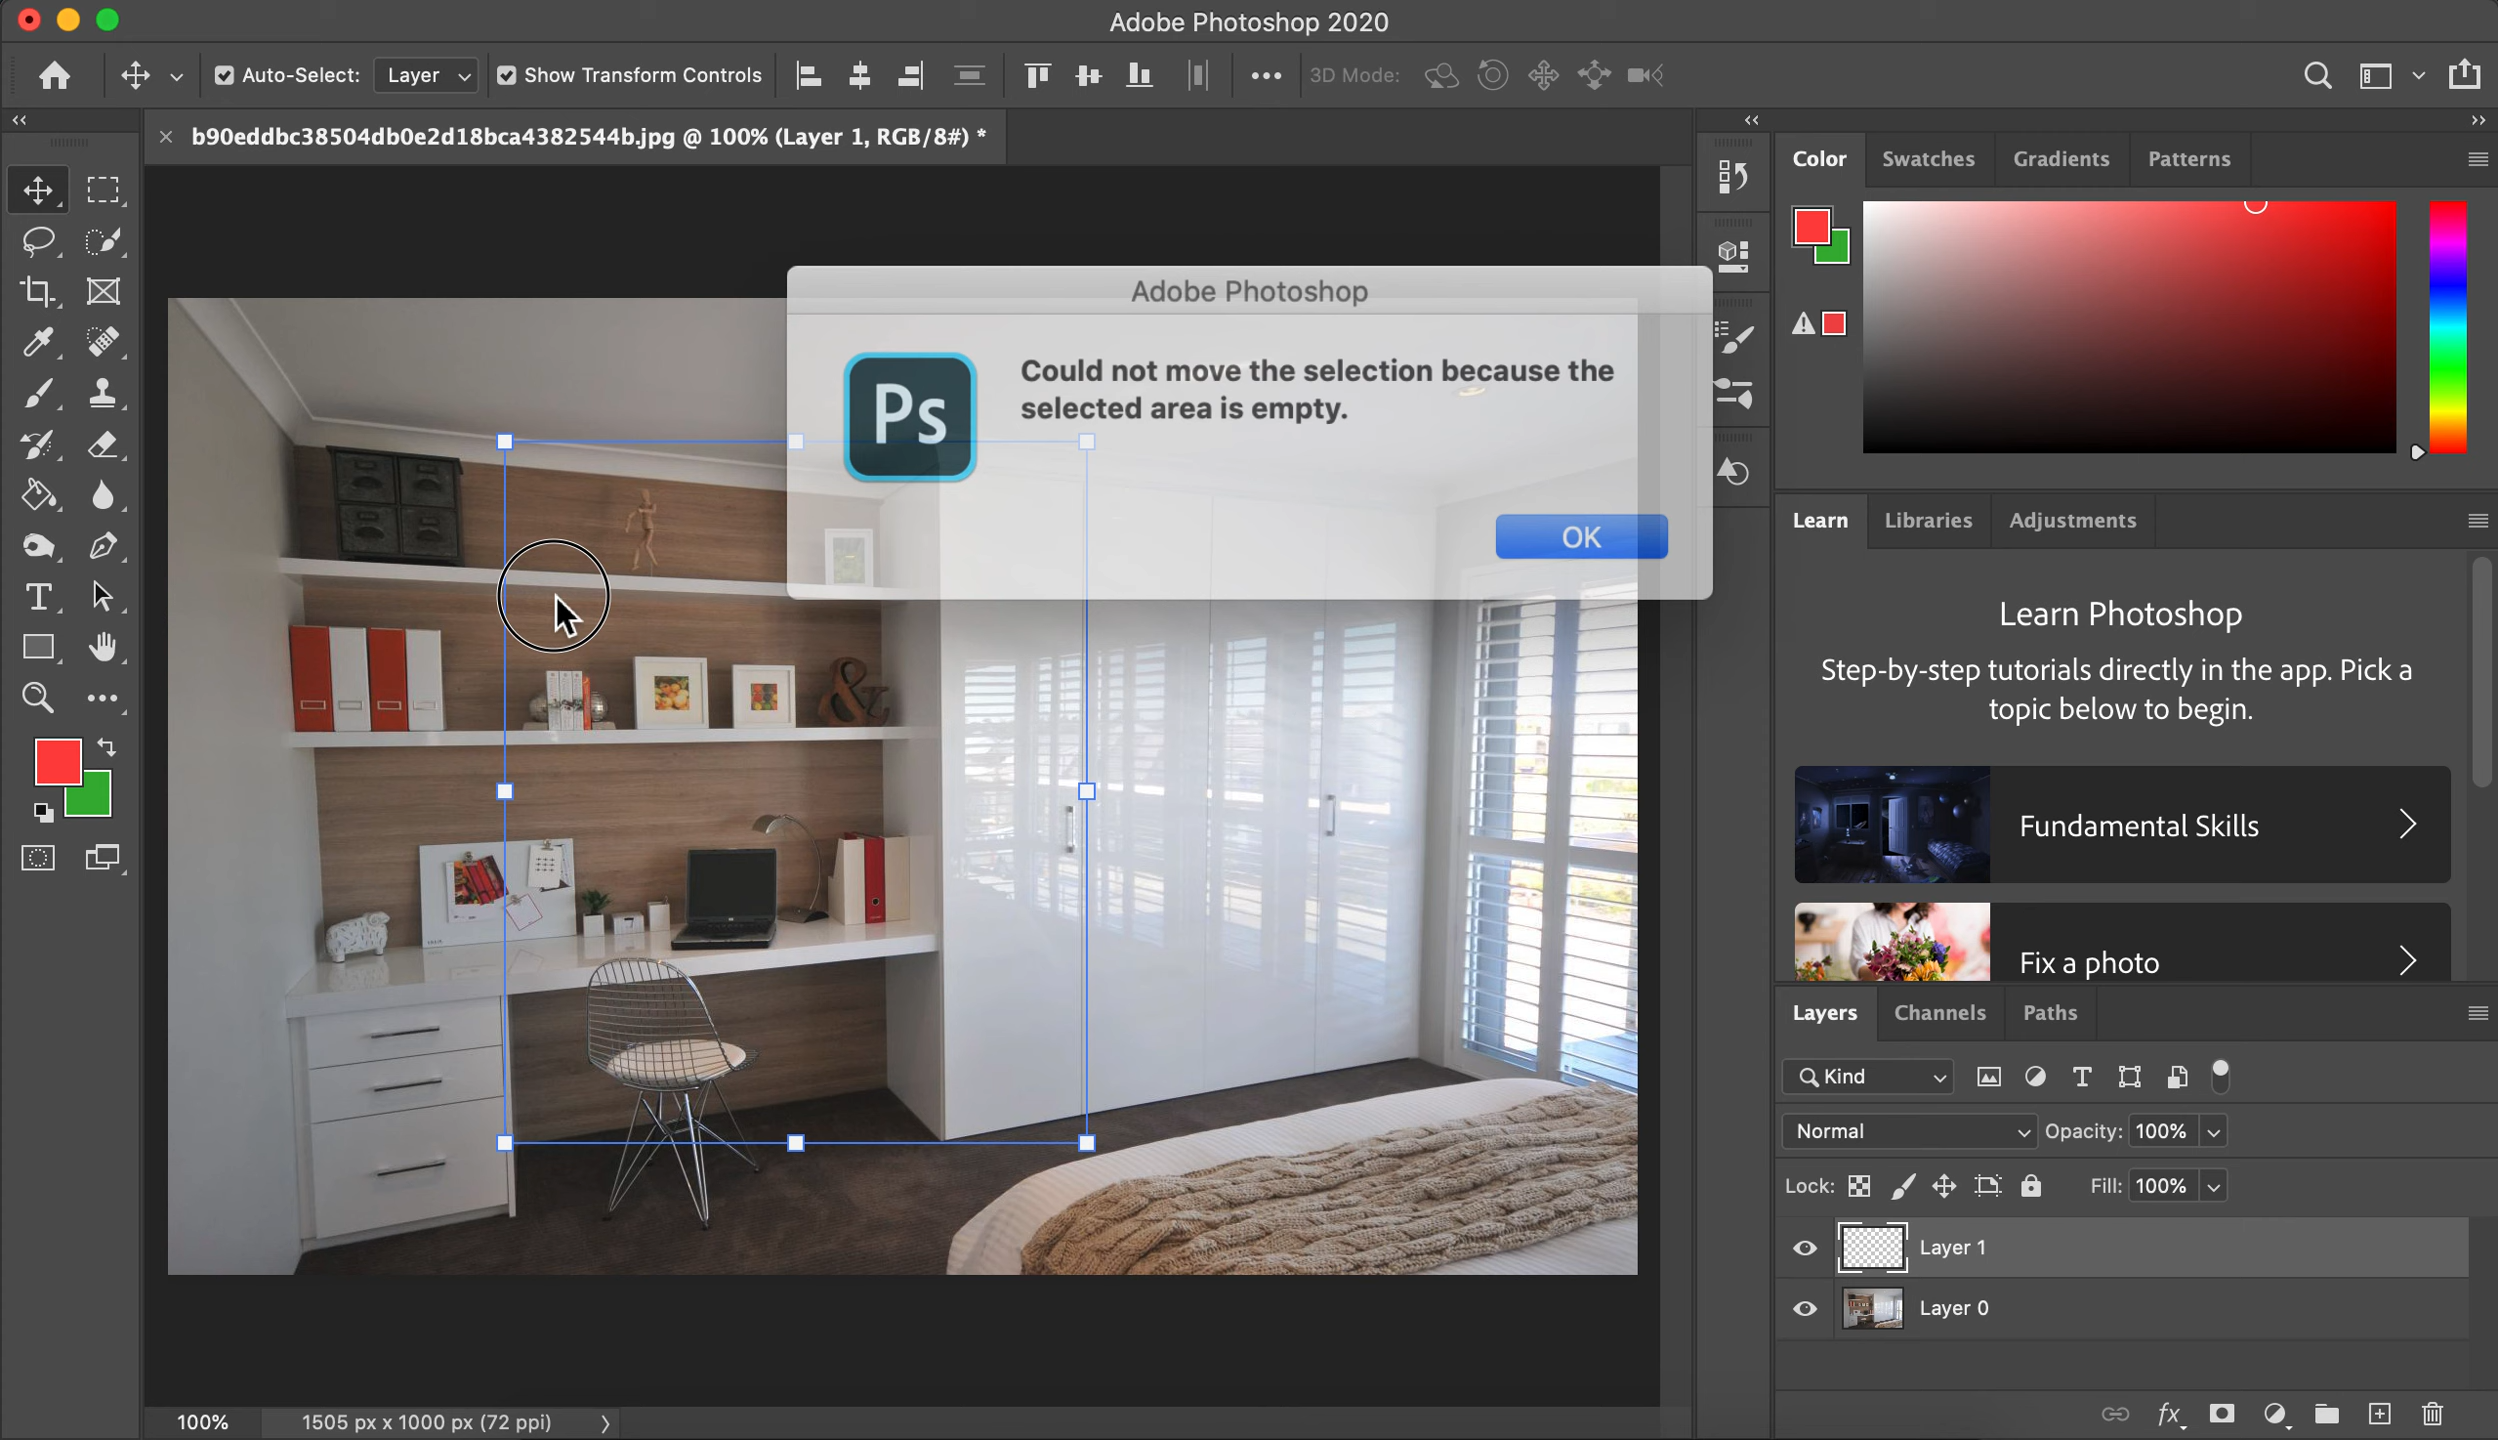 Adobe Photoshop 2020
Auto-Select: Layer Show Transform Controls 3D Mode:
b90eddbc38504db0e2d18bca4382544b.jpg @ 100% (Layer 1, RGB/8#) *
Color Swatches Gradients Patterns
Adobe Photoshop
Ps
Could not move the selection because the
selected area is empty.
OK
Learn Libraries Adjustments
Learn Photoshop
Step-by-step tutorials directly in the app. Pick a
topic below to begin.
Fundamental Skills
Fix a photo
Layers Channels Paths
Kind
Normal Opacity: 100%
Lock: Fill: 100%
Layer 1
Layer 0
fx
100% 1505 px x 1000 px (72 ppi)